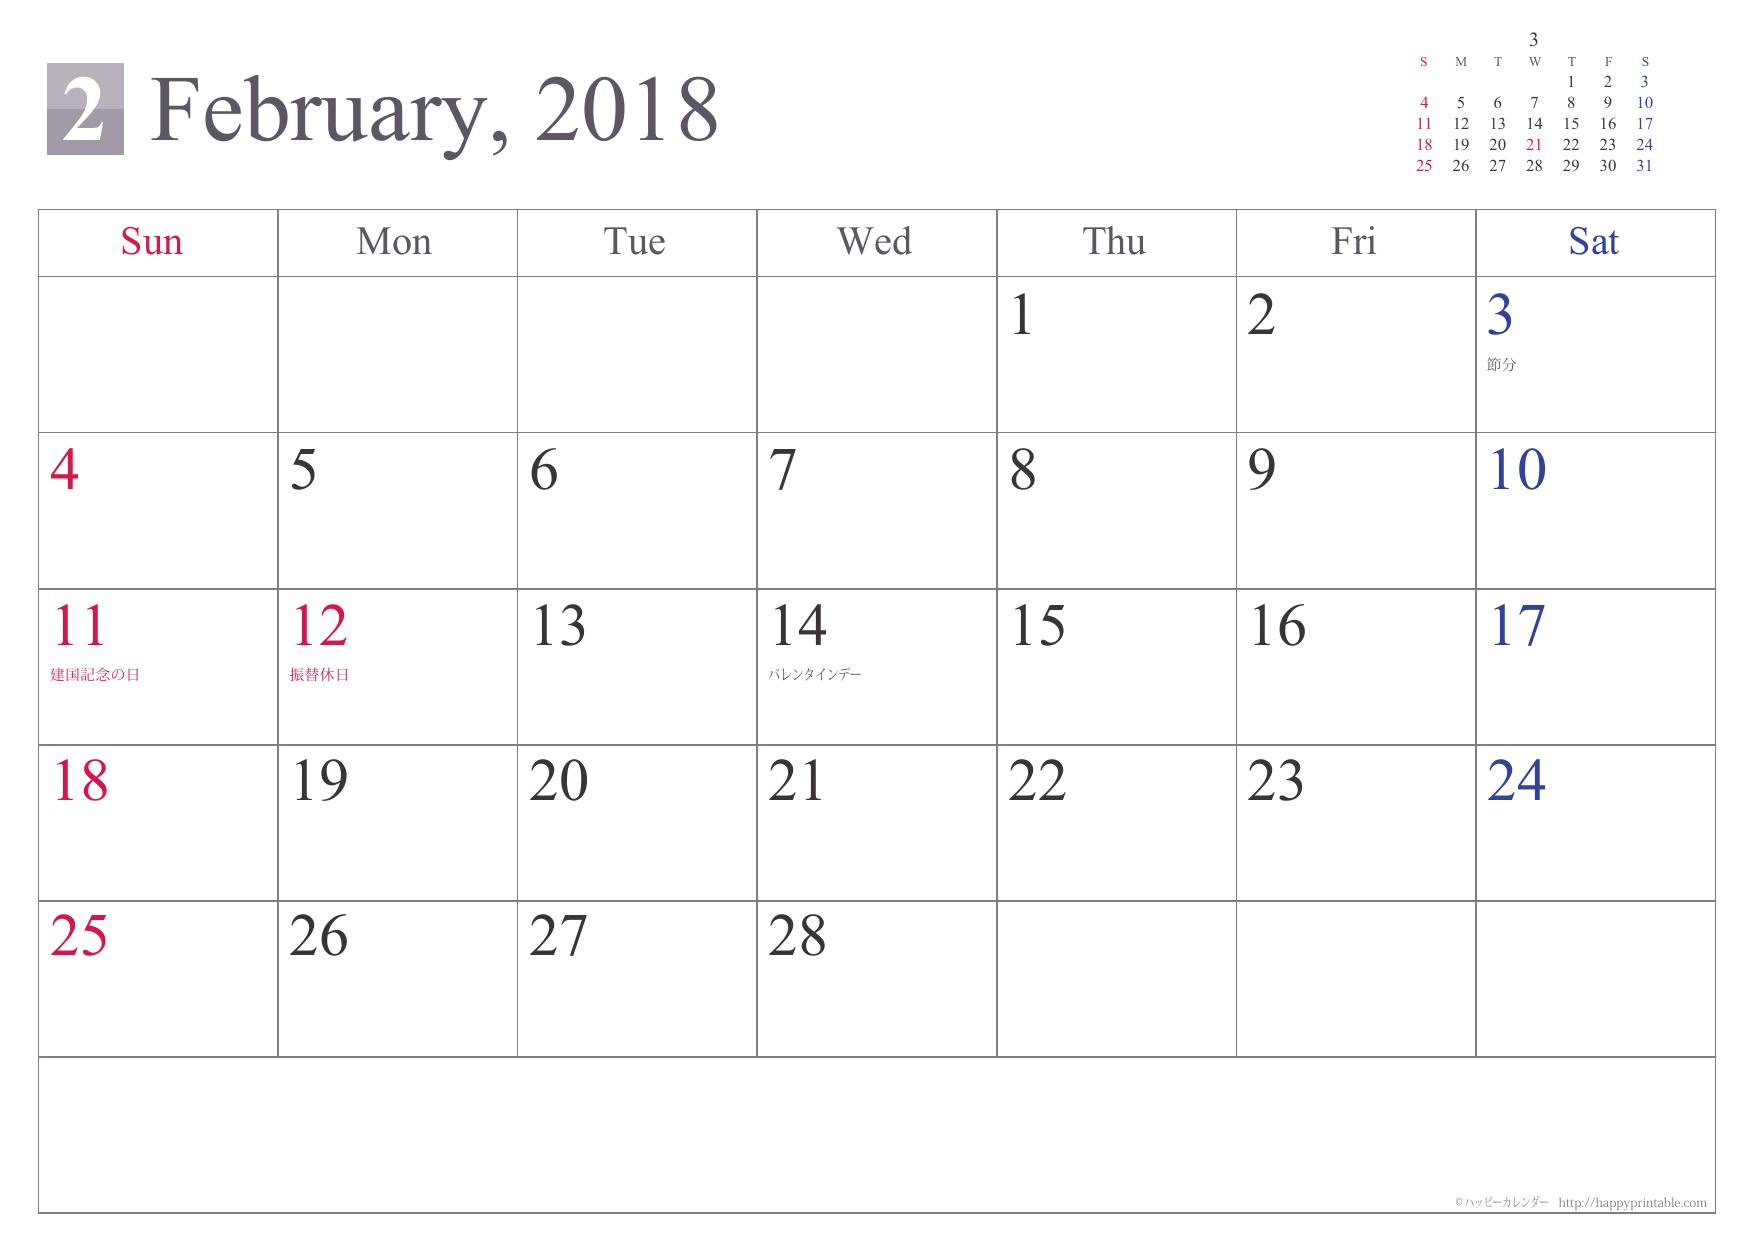 2 February, 2018
3
S M T W T F S
1 2 3
4 5 6 7 8 9 10
11 12 13 14 15 16 17
18 19 20 21 22 23 24
25 26 27 28 29 30 31
Sun Mon Tue Wed Thu Fri Sat
1 2 3
節分
4 5 6 7 8 9 10
11 12 13 14 15 16 17
建国記念の日 振替休日 バレンタインデー
18 19 20 21 22 23 24
25 26 27 28
©ハッピーカレンダー http://happyprintable.com